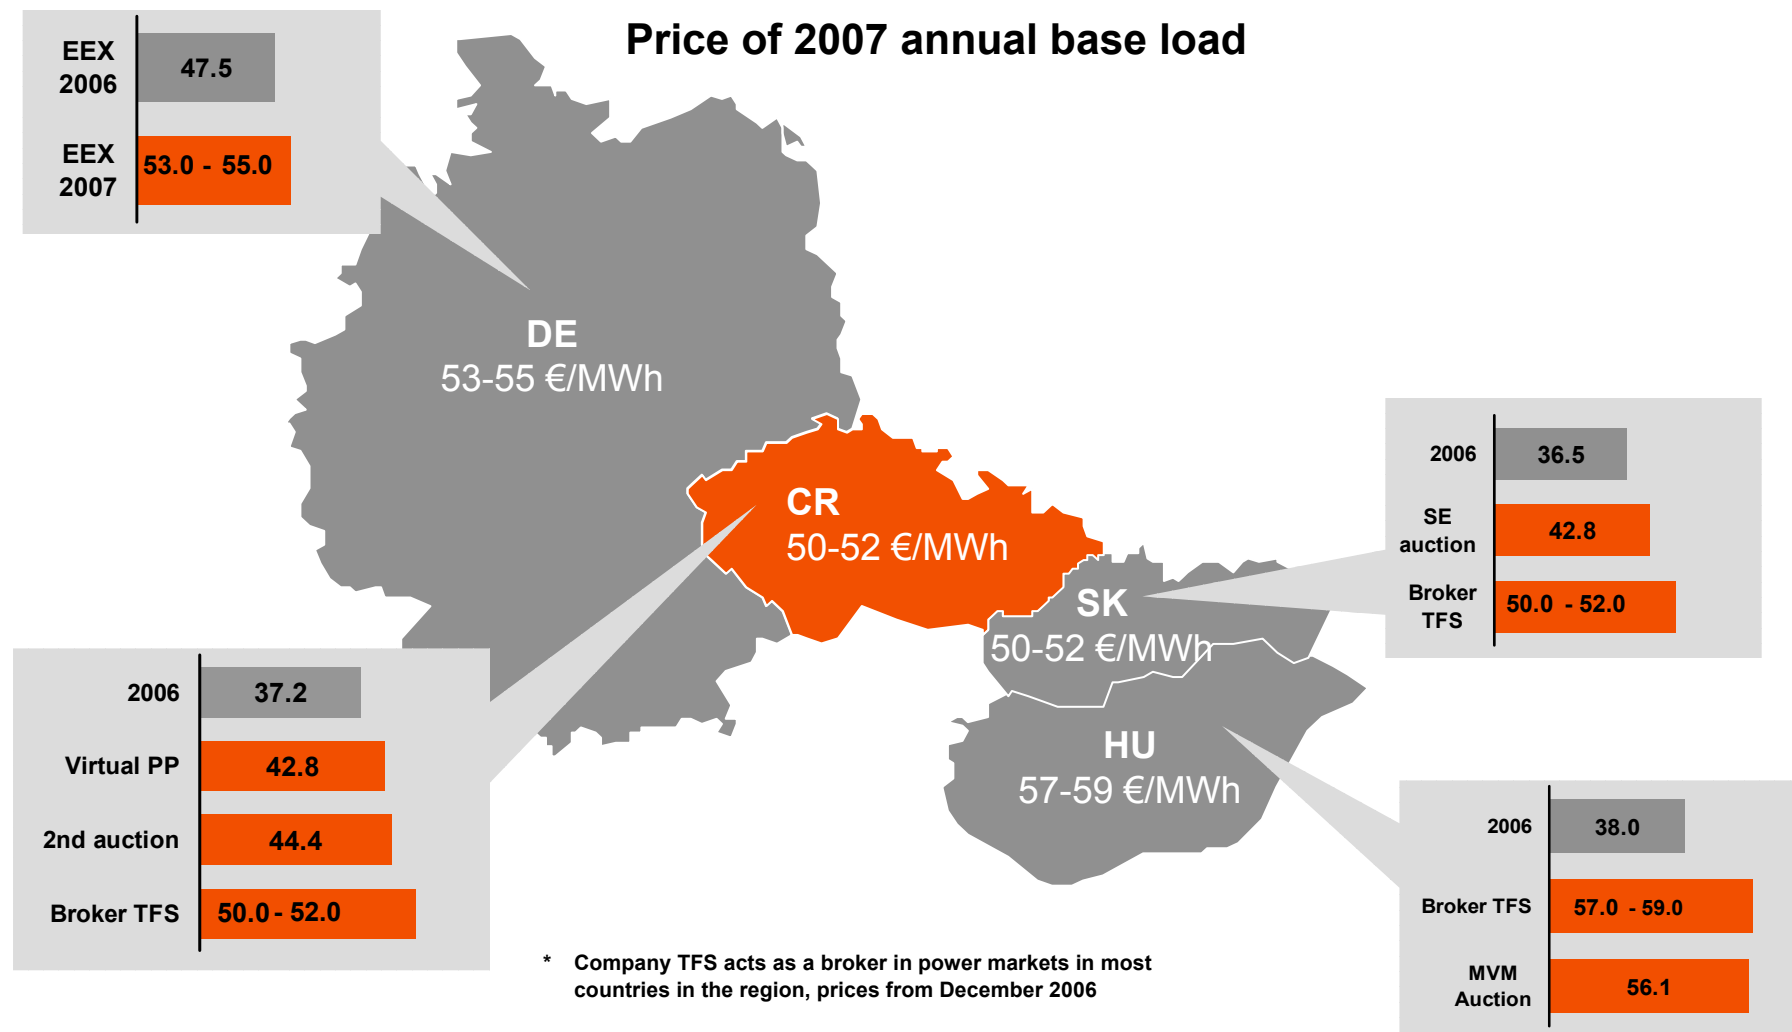 Price of 2007 annual base load
EEX
2006
47.5
EEX
2007
53.0 - 55.0
DE
53-55 €/MWh
CR
50-52 €/MWh
SK
50-52 €/MWh
HU
57-59 €/MWh
2006
36.5
SE
auction
42.8
Broker
TFS
50.0 - 52.0
2006
37.2
Virtual PP
42.8
2nd auction
44.4
Broker TFS
50.0 - 52.0
2006
38.0
Broker TFS
57.0 - 59.0
MVM
Auction
56.1
* Company TFS acts as a broker in power markets in most
countries in the region, prices from December 2006